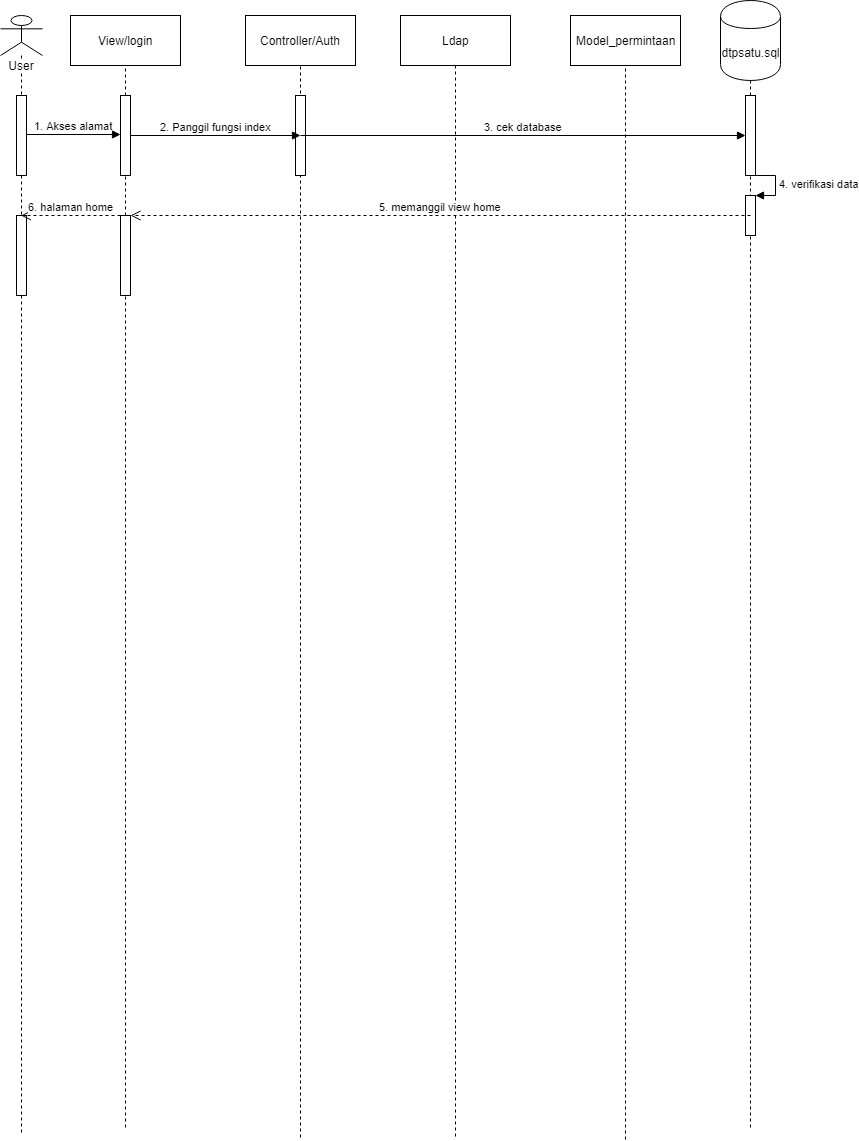 User
View/login
Controller/Auth
Ldap
Model_permintaan
dtpsatu.sql
1. Akses alamat
2. Panggil fungsi index
3. cek database
4. verifikasi data
5. memanggil view home
6. halaman home